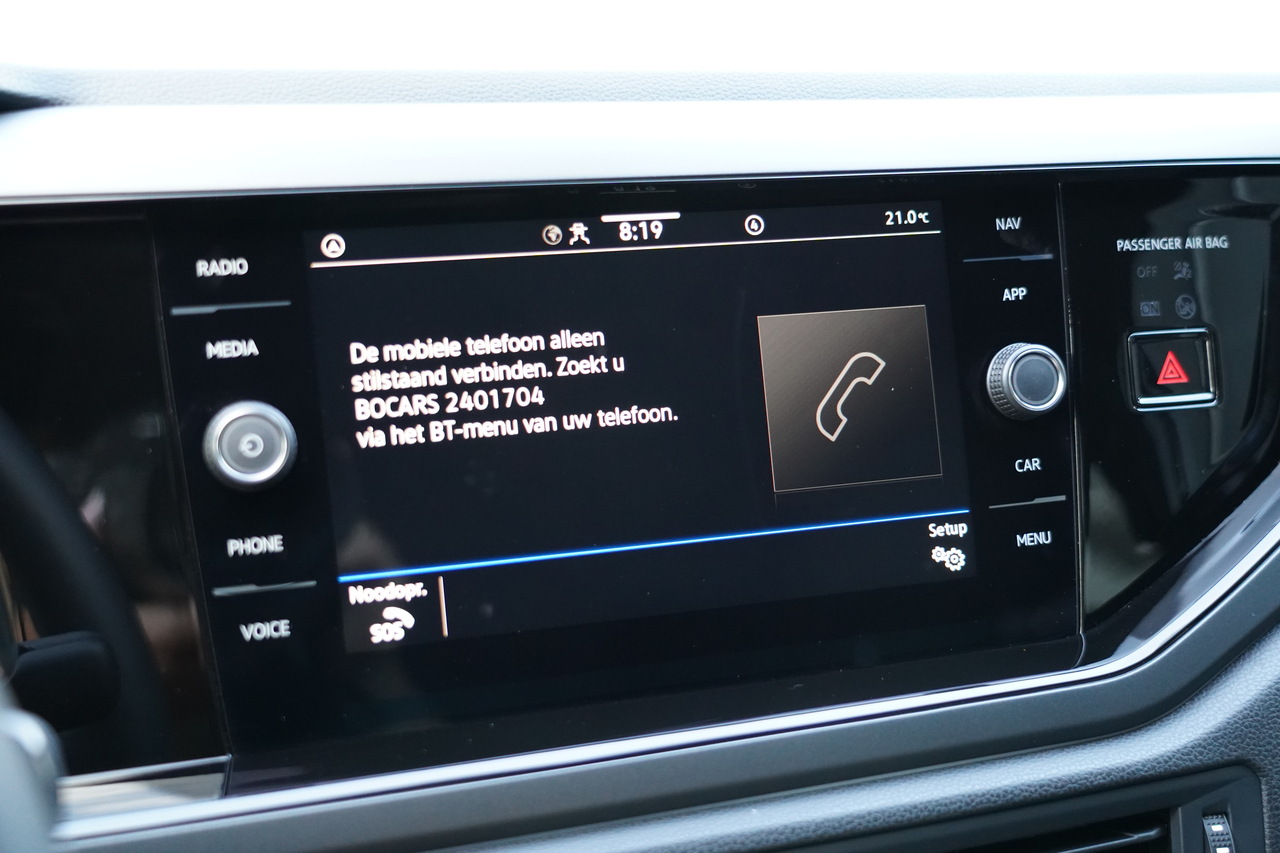 8:19
4
21.0°C
RADIO
MEDIA
PHONE
VOICE
De mobiele telefoon alleen
stilstaand verbinden. Zoekt u
BOCARS 2401704
via het BT-menu van uw telefoon.
Noodopr.
SOS
Setup
NAV
APP
CAR
MENU
PASSENGER AIR BAG
OFF
ON